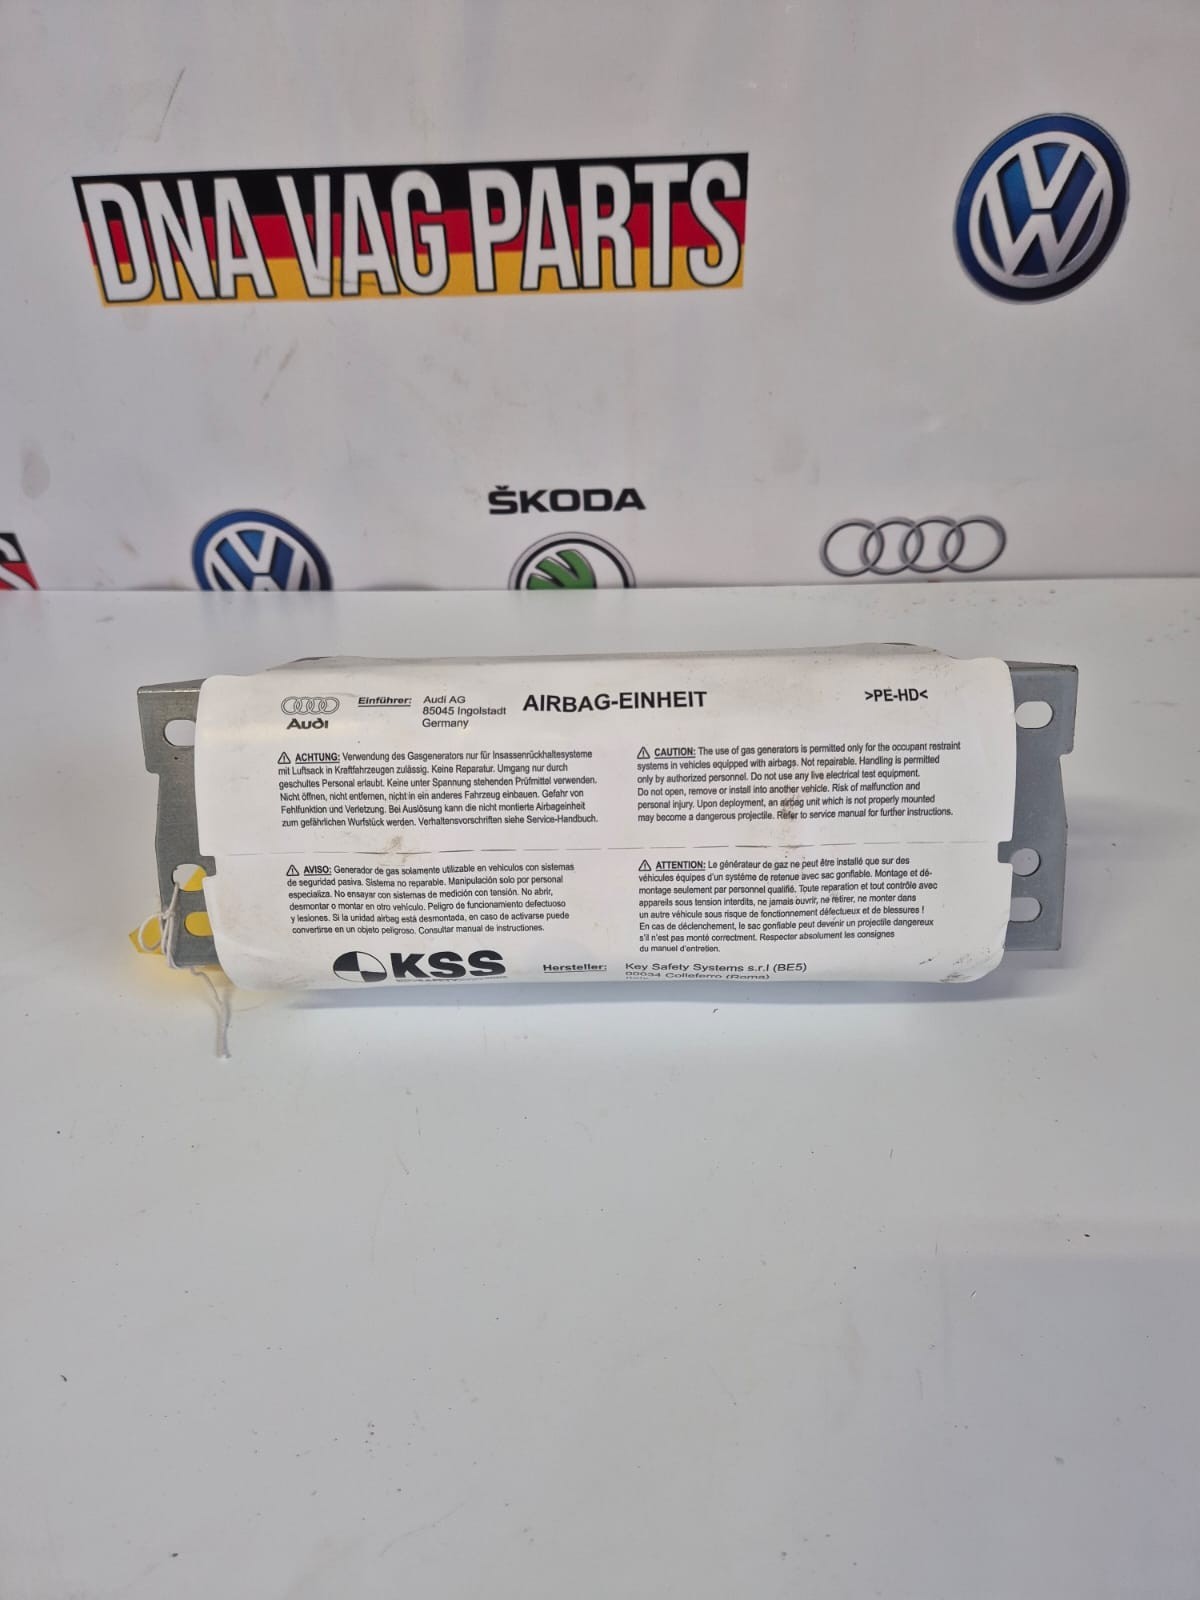 DNA VAG PARTS
ŠKODA
Audi
Einführer:
Audi AG
85045 Ingolstadt
Germany
AIRBAG-EINHEIT
>PE-HD<
ACHTUNG: Verwendung des Gasgenerators nur für Insassenrückhaltesysteme
mit Luftsack in Kraftfahrzeugen zulässig. Keine Reparatur. Umgang nur durch
geschultes Personal erlaubt. Keine unter Spannung stehenden Prüfmittel verwenden.
Nicht öffnen, nicht entfernen, nicht in ein anderes Fahrzeug einbauen. Gefahr von
Fehlfunktion und Verletzung. Bei Auslösung kann die nicht montierte Airbageinheit
zum gefährlichen Wurfstück werden. Verhaltensvorschriften siehe Service-Handbuch.
CAUTION: The use of gas generators is permitted only for the occupant restraint
systems in vehicles equipped with airbags. Not repairable. Handling is permitted
only by authorized personnel. Do not use any live electrical test equipment.
Do not open, remove or install into another vehicle. Risk of malfunction and
personal injury. Upon deployment, an airbag unit which is not properly mounted
may become a dangerous projectile. Refer to service manual for further instructions.
AVISO: Generador de gas solamente utilizable en vehiculos con sistemas
de seguridad pasiva. Sistema no reparable. Manipulación solo por personal
especializa. No ensayar con sistemas de medición con tensión. No abrir,
desmontar o montar en otro vehículo. Peligro de funcionamiento defectuoso
y lesiones. Si la unidad airbag está desmontada, en caso de activarse puede
convertirse en un objeto peligroso. Consultar manual de instrucciones.
ATTENTION: Le générateur de gaz ne peut être installé que sur des
véhicules équipes d'un système de retenue avec sac gonflable. Montage et dé-
montage seulement par personnel qualifié. Toute reparation et tout contrôle avec
appareils sous tension interdits, ne jamais ouvrir, ne retirer, ne monter dans
un autre véhicule sous risque de fonctionnement défectueux et de blessures !
En cas de déclenchement, le sac gonflable peut devenir un projectile dangereux
s'il n'est pas monté correctement. Respecter absolument les consignes
du manuel d'entretien.
KSS
Hersteller:
Key Safety Systems s.r.l (BE5)
00034 Colleferro (Roma)